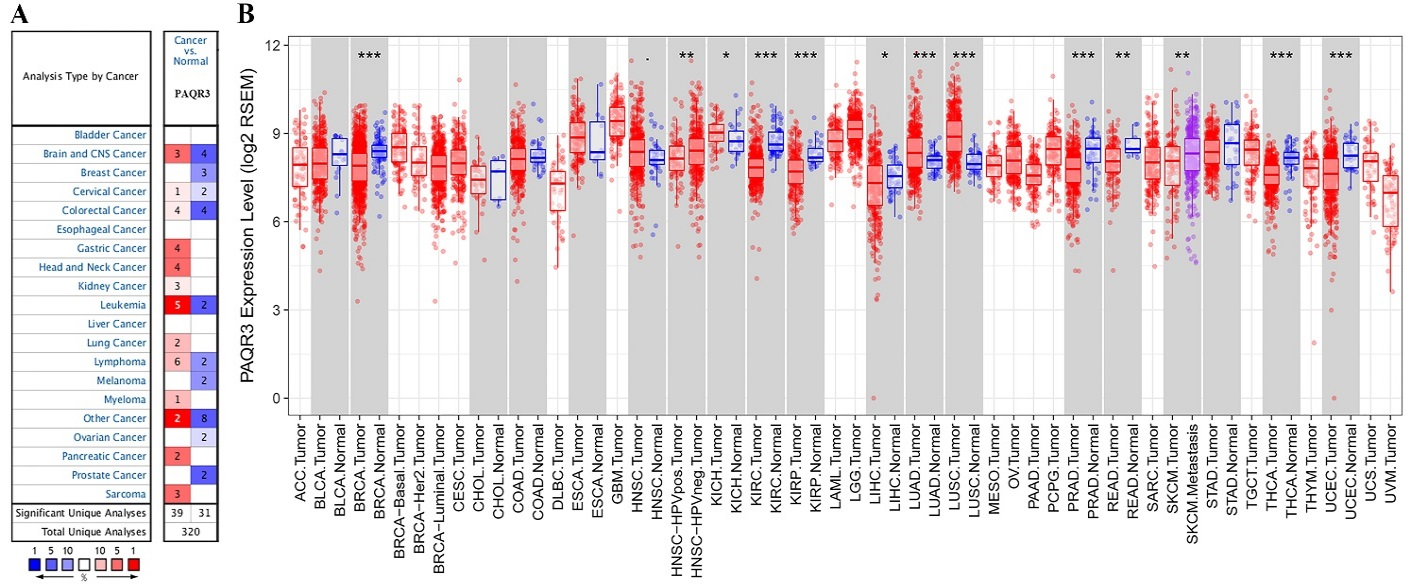 A
Analysis Type by Cancer
Cancer
vs.
Normal
PAQR3
Bladder Cancer
Brain and CNS Cancer 3 4
Breast Cancer 3
Cervical Cancer 1 2
Colorectal Cancer 4 4
Esophageal Cancer
Gastric Cancer 4
Head and Neck Cancer 4
Kidney Cancer 3
Leukemia 5 2
Liver Cancer
Lung Cancer 2
Lymphoma 6 2
Melanoma 2
Myeloma 1
Other Cancer 2 8
Ovarian Cancer 2
Pancreatic Cancer 2
Prostate Cancer 2
Sarcoma 3
Significant Unique Analyses 39 31
Total Unique Analyses 320
1 5 10 10 5 1
%
B
PAQR3 Expression Level (log2 RSEM)
12
9
6
3
0
*** . ** * *** *** * *** *** *** ** ** *** ***
ACC.Tumor
BLCA.Tumor
BLCA.Normal
BRCA.Tumor
BRCA.Normal
BRCA−Basal.Tumor
BRCA−Her2.Tumor
BRCA−Luminal.Tumor
CESC.Tumor
CHOL.Tumor
CHOL.Normal
COAD.Tumor
COAD.Normal
DLBC.Tumor
ESCA.Tumor
ESCA.Normal
GBM.Tumor
HNSC.Tumor
HNSC.Normal
HNSC−HPVpos.Tumor
HNSC−HPVneg.Tumor
KICH.Tumor
KICH.Normal
KIRC.Tumor
KIRC.Normal
KIRP.Tumor
KIRP.Normal
LAML.Tumor
LGG.Tumor
LIHC.Tumor
LIHC.Normal
LUAD.Tumor
LUAD.Normal
LUSC.Tumor
LUSC.Normal
MESO.Tumor
OV.Tumor
PAAD.Tumor
PCPG.Tumor
PRAD.Tumor
PRAD.Normal
READ.Tumor
READ.Normal
SARC.Tumor
SKCM.Tumor
SKCM.Metastasis
STAD.Tumor
STAD.Normal
TGCT.Tumor
THCA.Tumor
THCA.Normal
THYM.Tumor
UCEC.Tumor
UCEC.Normal
UCS.Tumor
UVM.Tumor